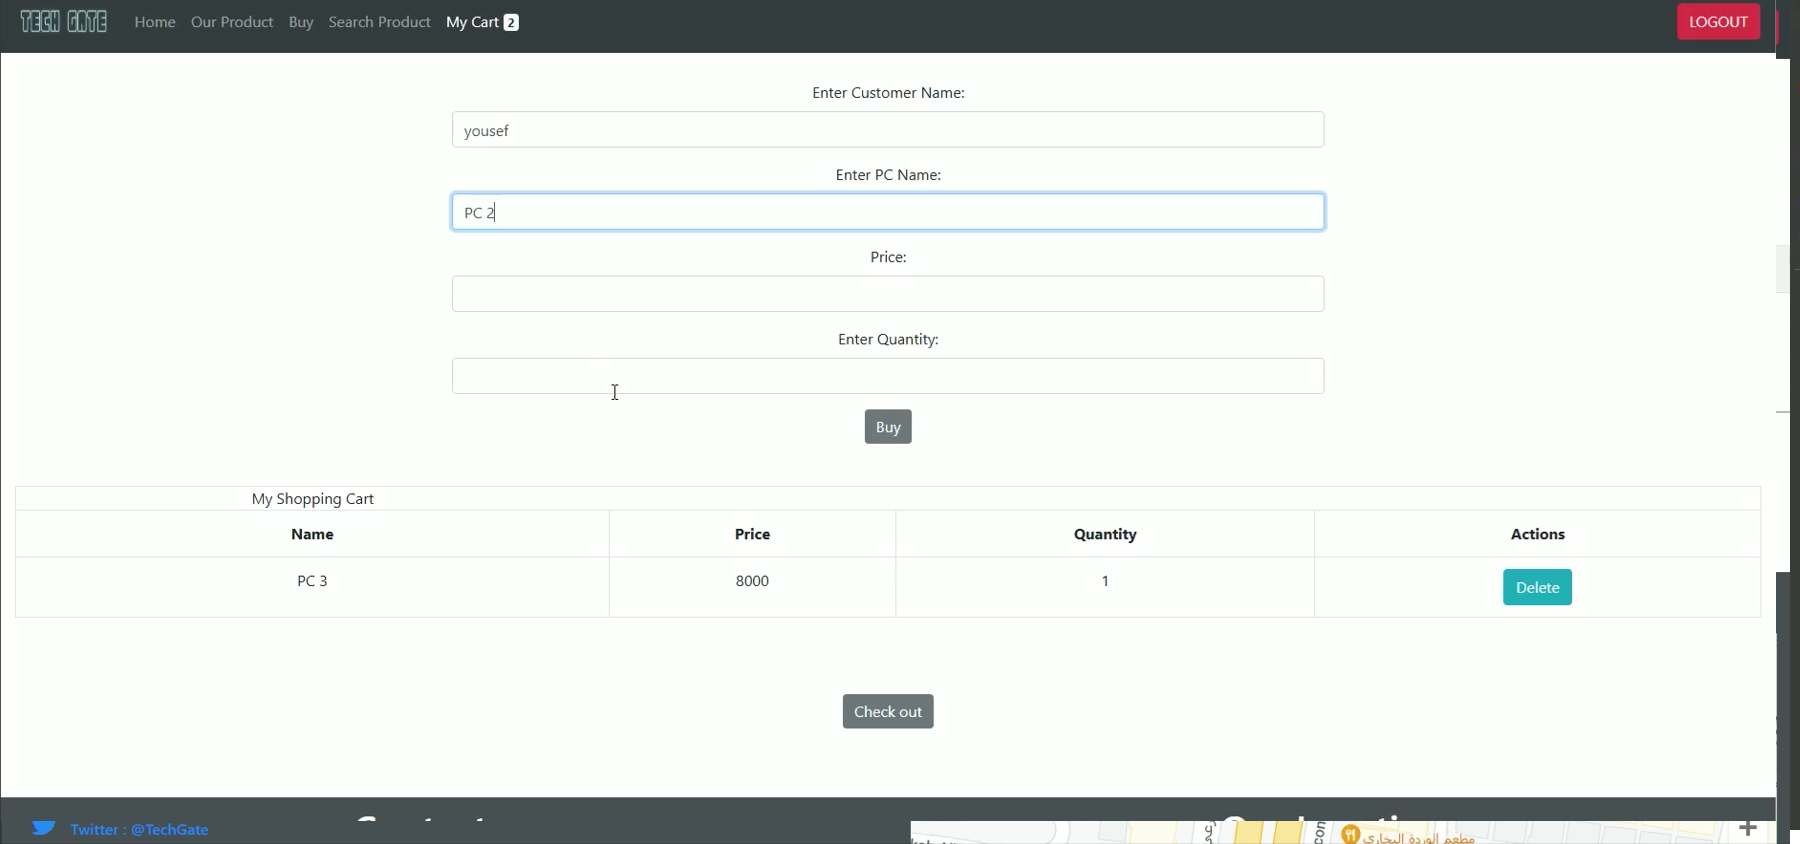 TECH GATE Home Our Product Buy Search Product My Cart 2 LOGOUT
Enter Customer Name:
yousef
Enter PC Name:
PC 2
Price:
Enter Quantity:
Buy
My Shopping Cart
Name Price Quantity Actions
PC 3 8000 1 Delete
Check out
Twitter : @TechGate
مطعم الوردة البخاري